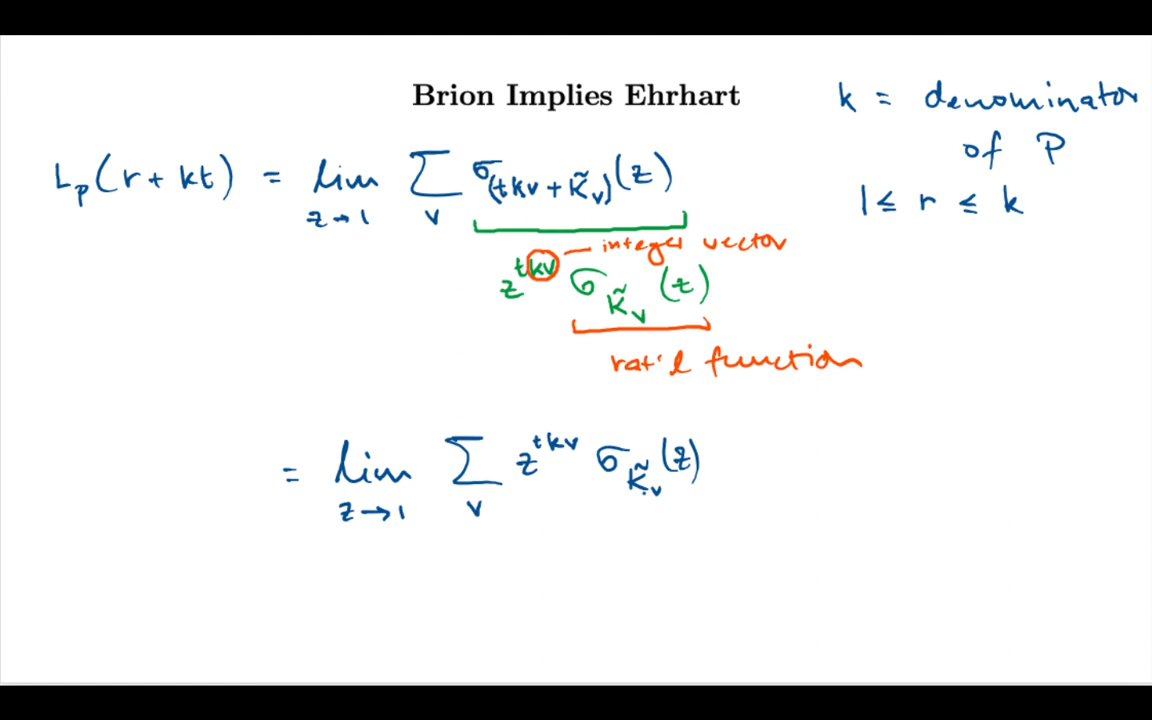 Brion Implies Ehrhart
k = denominator
of P
1 ≤ r ≤ k
L_P(r + kt) = lim_{z→1} Σ_v σ_{(tkv + K̃_v)}(z)
integer vector
z^{tkv} σ_{K̃_v}(z)
rat'l function
= lim_{z→1} Σ_v z^{tkv} σ_{K̃_v}(z)